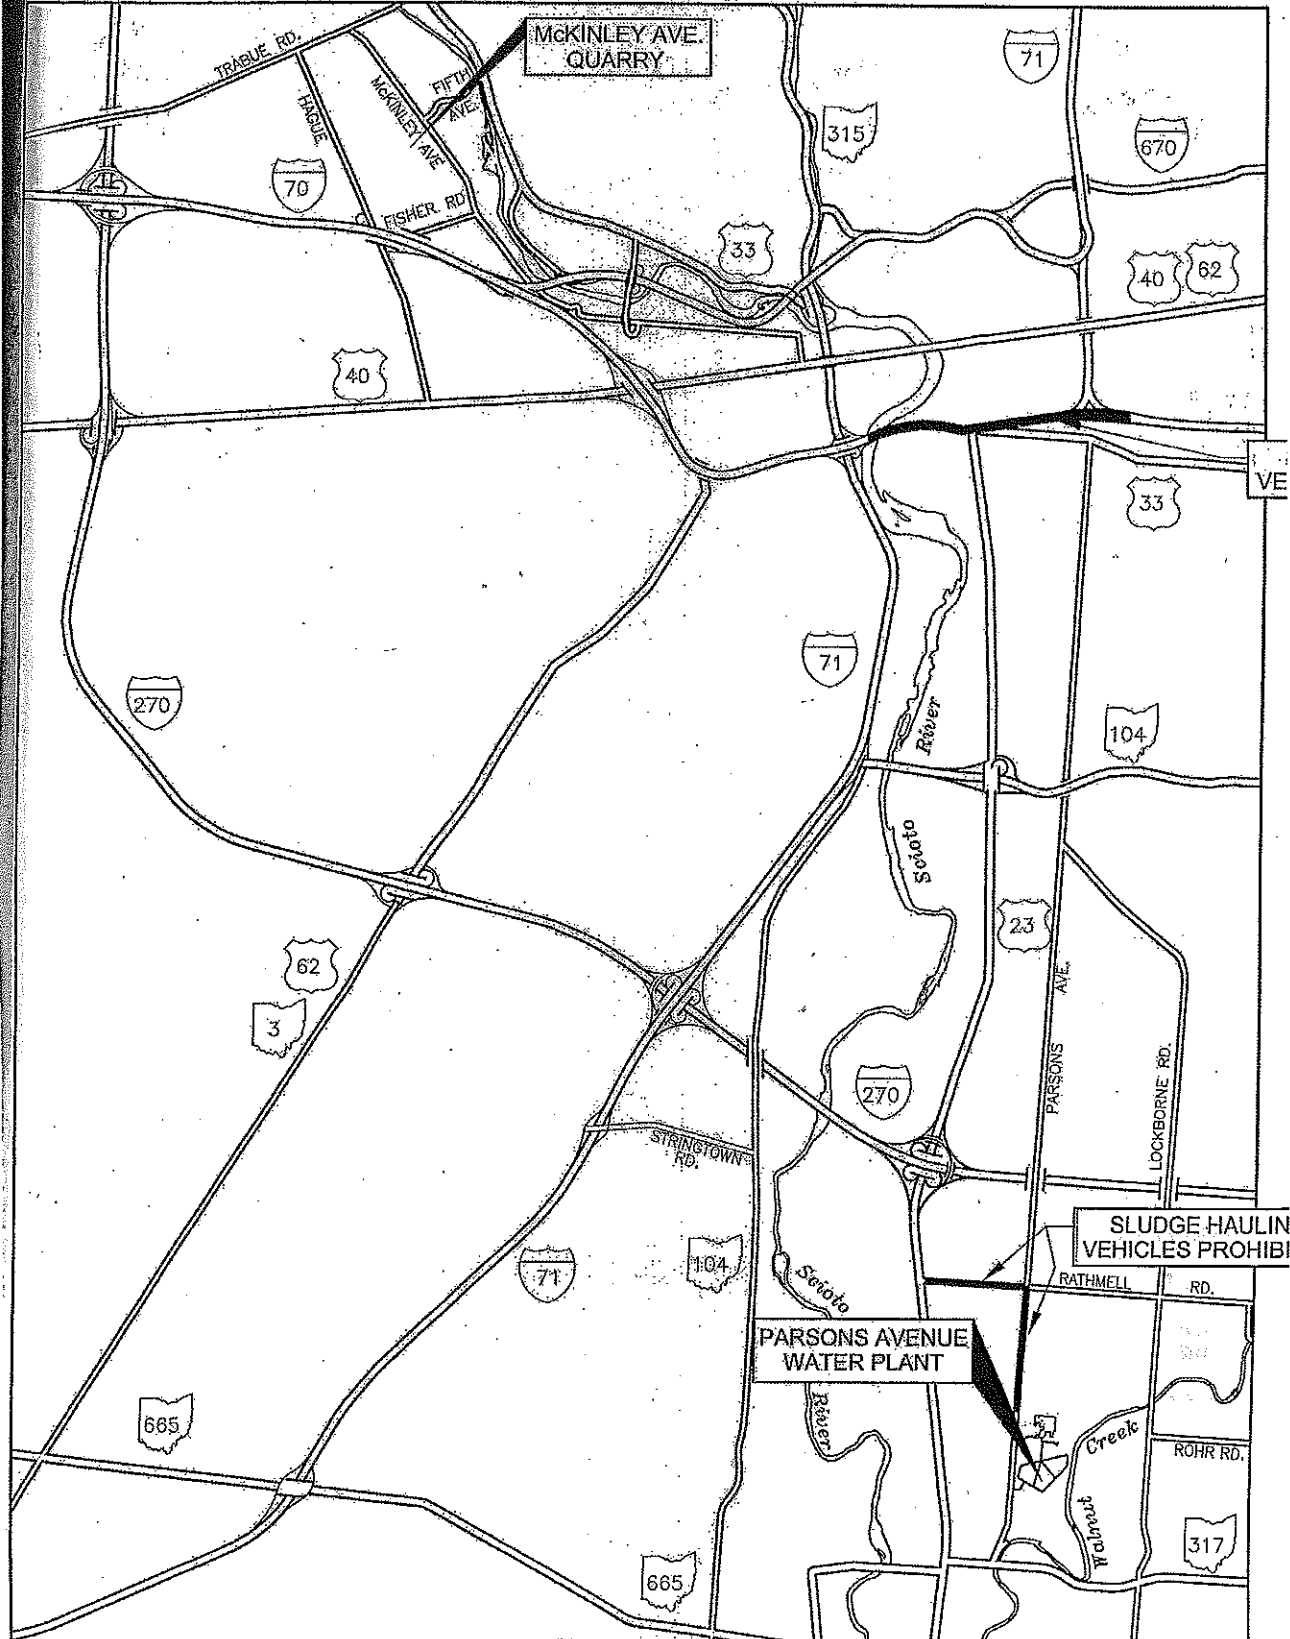 McKINLEY AVE.
QUARRY
TRABUE RD.
HAGUE
McKINLEY AVE
FIFTH
AVE.
71
315
670
70
FISHER RD
33
40
62
40
VE
33
71
River
270
104
Scioto
23
62
AVE.
3
PARSONS
LOCKBORNE RD.
270
STRINGTOWN
RD.
SLUDGE HAULIN
VEHICLES PROHIBI
104
71
Scioto
RATHMELL RD.
PARSONS AVENUE
WATER PLANT
665
River
Creek
ROHR RD.
Walnut
317
665